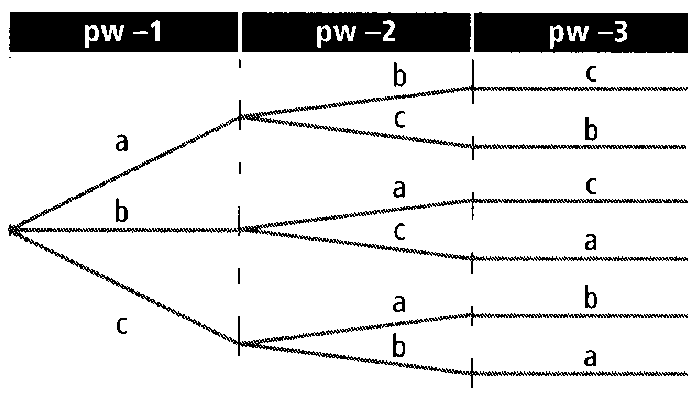 pw –1 pw –2 pw –3
b c
a c b
b a c
c a
c a b
b a